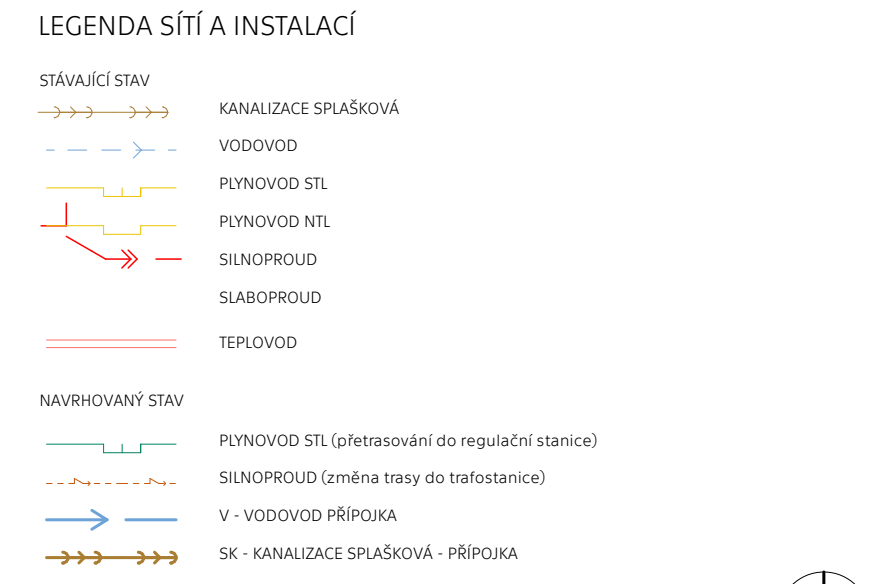 LEGENDA SÍTÍ A INSTALACÍ
STÁVAJÍCÍ STAV
KANALIZACE SPLAŠKOVÁ
VODOVOD
PLYNOVOD STL
PLYNOVOD NTL
SILNOPROUD
SLABOPROUD
TEPLOVOD
NAVRHOVANÝ STAV
PLYNOVOD STL (přetrasování do regulační stanice)
SILNOPROUD (změna trasy do trafostanice)
V - VODOVOD PŘÍPOJKA
SK - KANALIZACE SPLAŠKOVÁ - PŘÍPOJKA